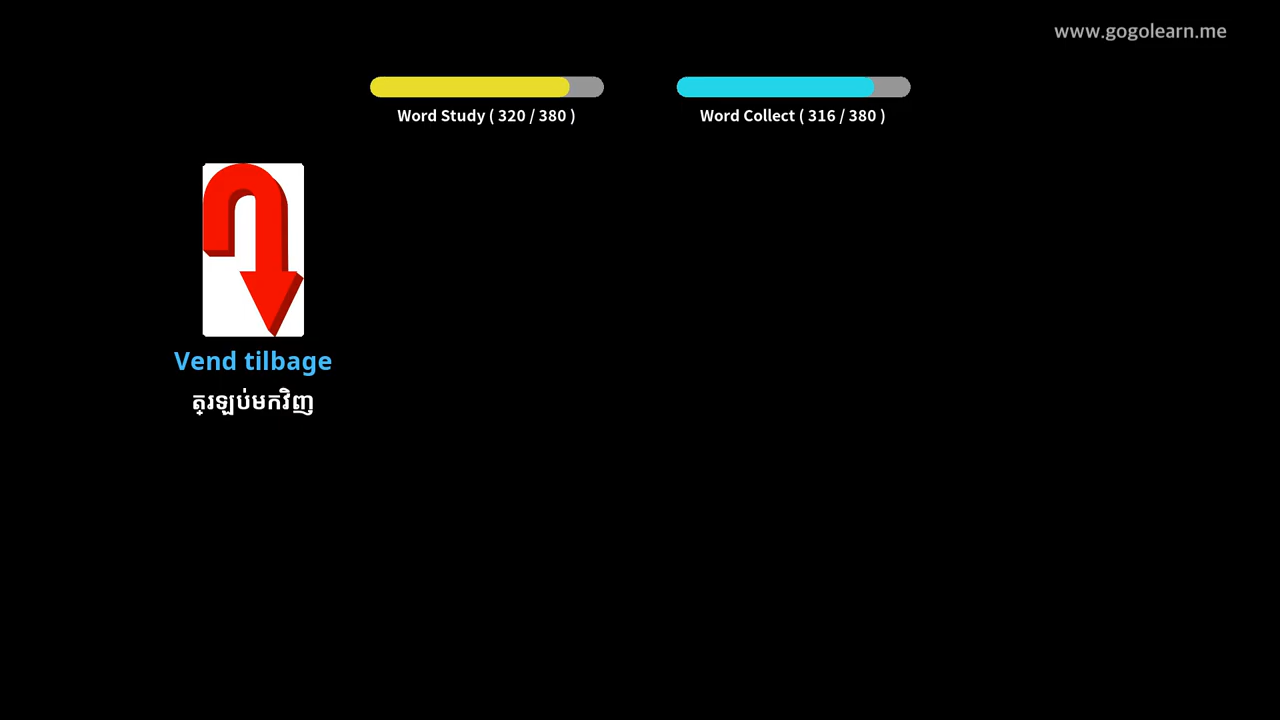 www.gogolearn.me
Word Study ( 320 / 380 )
Word Collect ( 316 / 380 )
Vend tilbage
ត្រឡប់មកវិញ